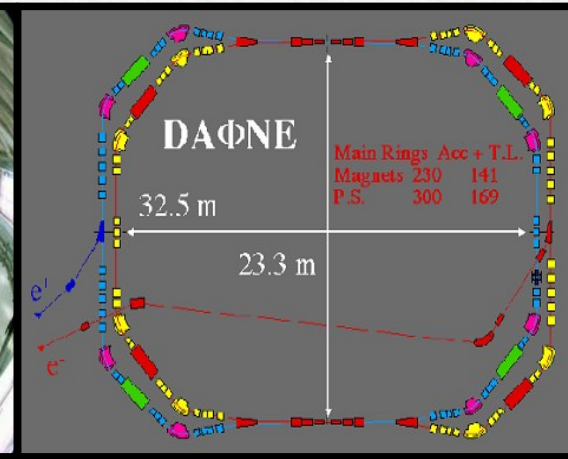 DAΦNE
Main Rings Acc + T.L.
Magnets 230 141
P.S. 300 169
32.5 m
23.3 m
e⁺
e⁻